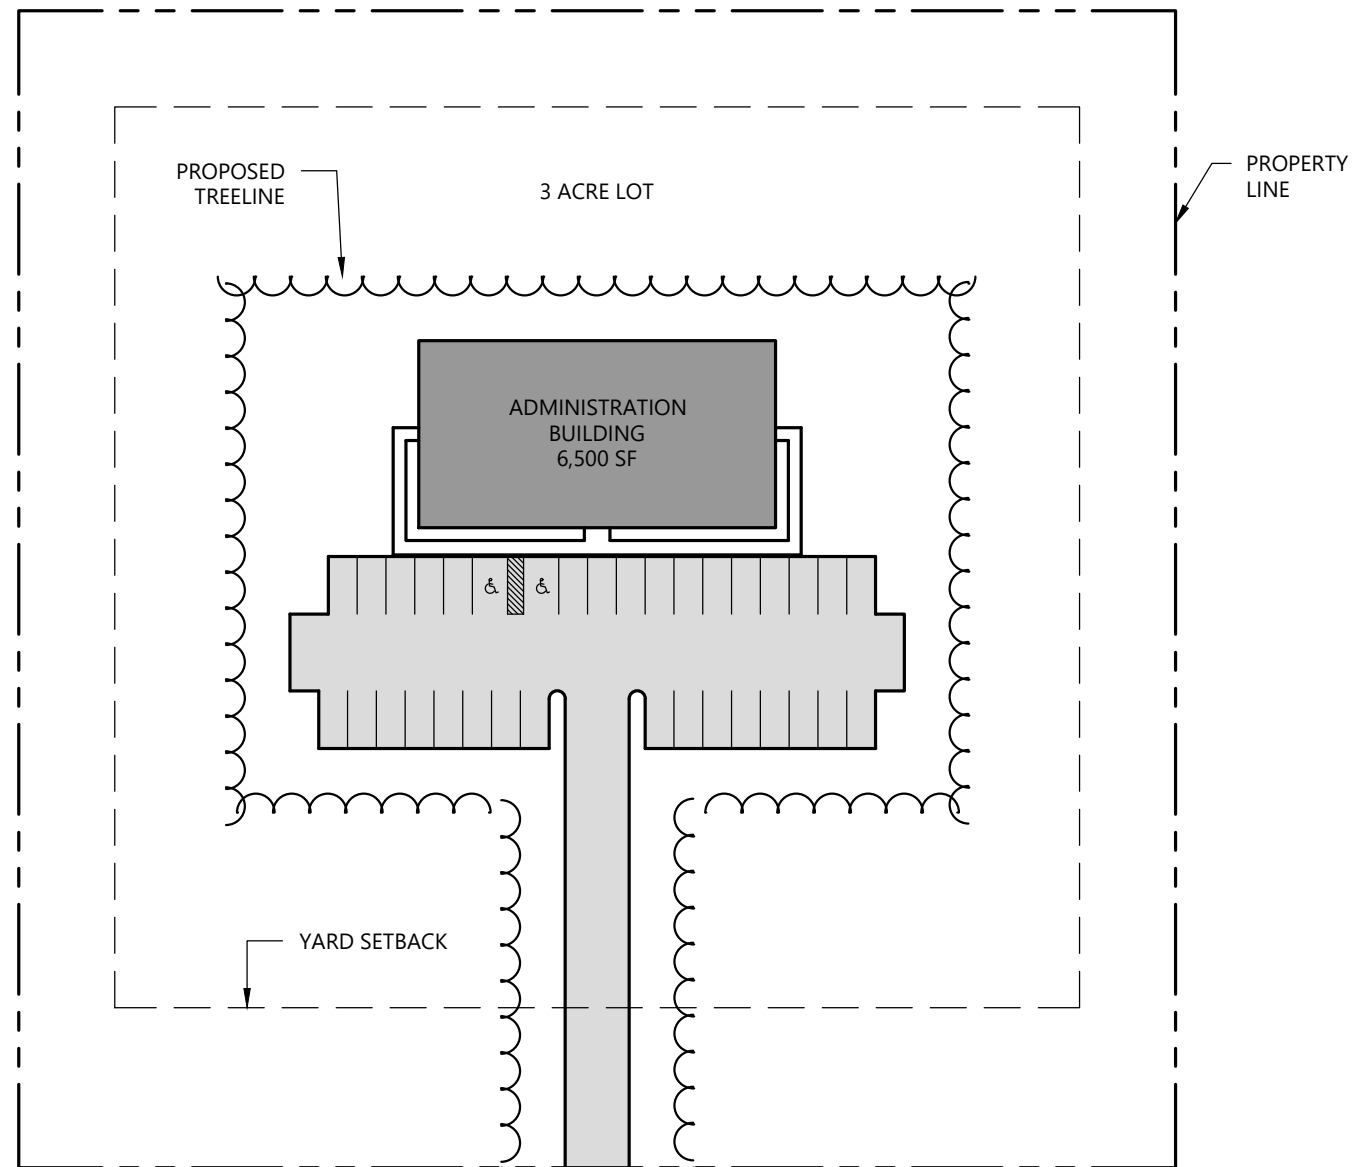 PROPOSED
TREELINE
3 ACRE LOT
PROPERTY
LINE
ADMINISTRATION
BUILDING
6,500 SF
YARD SETBACK